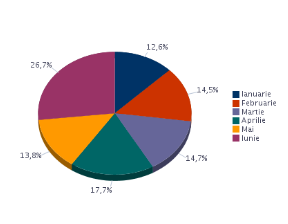 12,6%
26,7%
14,5%
Ianuarie
Februarie
Martie
Aprilie
Mai
Iunie
13,8%
14,7%
17,7%